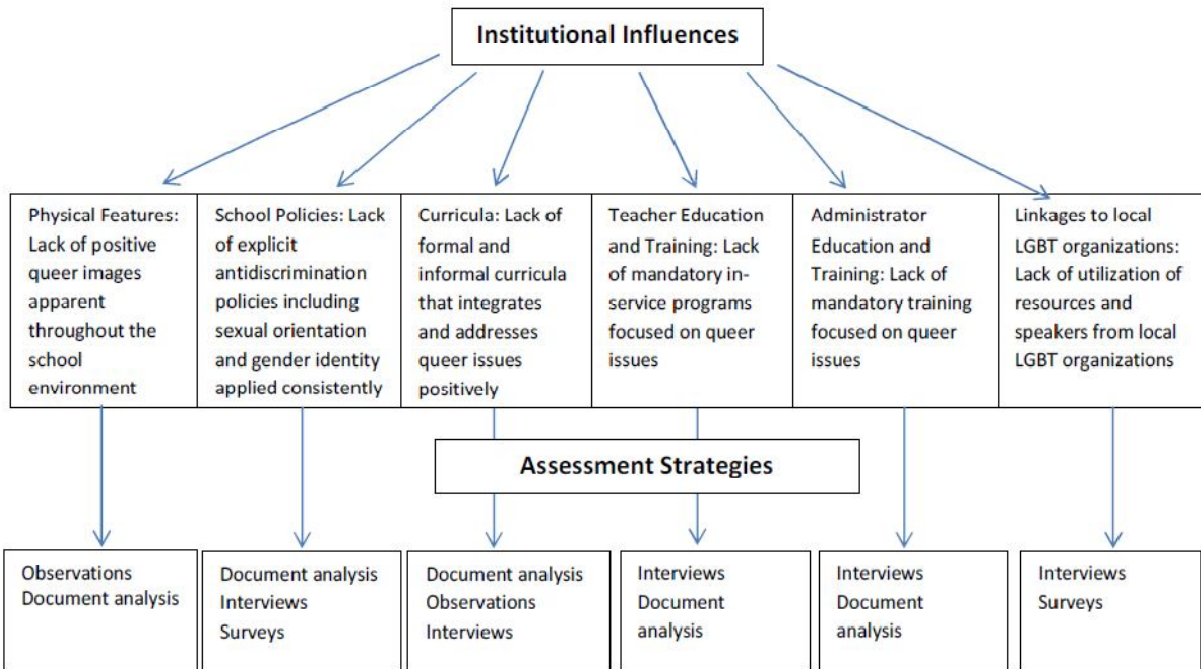 Institutional Influences
Physical Features:
Lack of positive
queer images
apparent
throughout the
school
environment
School Policies: Lack
of explicit
antidiscrimination
policies including
sexual orientation
and gender identity
applied consistently
Curricula: Lack of
formal and
informal curricula
that integrates
and addresses
queer issues
positively
Teacher Education
and Training: Lack
of mandatory in-
service programs
focused on queer
issues
Administrator
Education and
Training: Lack of
mandatory training
focused on queer
issues
Linkages to local
LGBT organizations:
Lack of utilization of
resources and
speakers from local
LGBT organizations
Assessment Strategies
Observations
Document analysis
Document analysis
Interviews
Surveys
Document analysis
Observations
Interviews
Interviews
Document
analysis
Interviews
Document
analysis
Interviews
Surveys